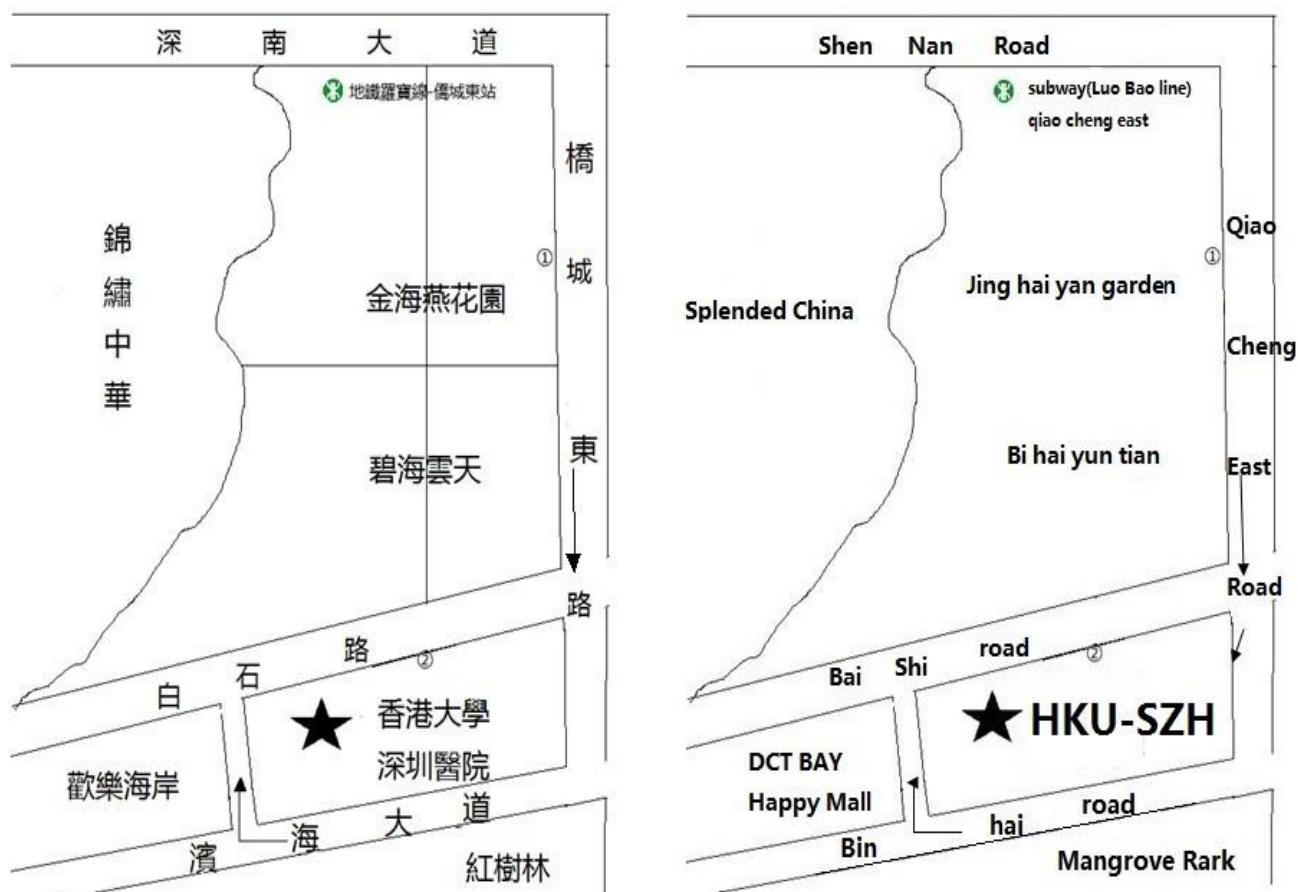 深南大道
地鐵羅寶線-僑城東站
橋城東路
①
錦繡中華
金海燕花園
碧海雲天
白石路
②
香港大學
深圳醫院
歡樂海岸
濱海大道
紅樹林
Shen Nan Road
subway(Luo Bao line)
qiao cheng east
Qiao
Cheng
East
Road
①
Jing hai yan garden
Splended China
Bi hai yun tian
Bai Shi road
②
HKU-SZH
DCT BAY
Happy Mall
Bin hai road
Mangrove Rark